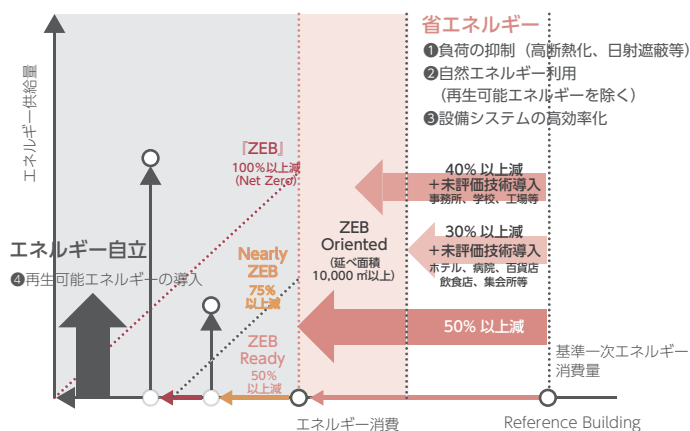 省エネルギー
❶負荷の抑制（高断熱化、日射遮蔽等）
❷自然エネルギー利用
（再生可能エネルギーを除く）
❸設備システムの高効率化
エネルギー供給量
『ZEB』
100％以上減
（Net Zero）
40％以上減
＋未評価技術導入
事務所、学校、工場等
ZEB
Oriented
（延べ面積
10,000 ㎡以上）
30％以上減
＋未評価技術導入
ホテル、病院、百貨店
飲食店、集会所等
エネルギー自立
❹再生可能エネルギーの導入
Nearly
ZEB
75％
以上減
50％以上減
ZEB
Ready
50％
以上減
基準一次エネルギー
消費量
エネルギー消費
Reference Building